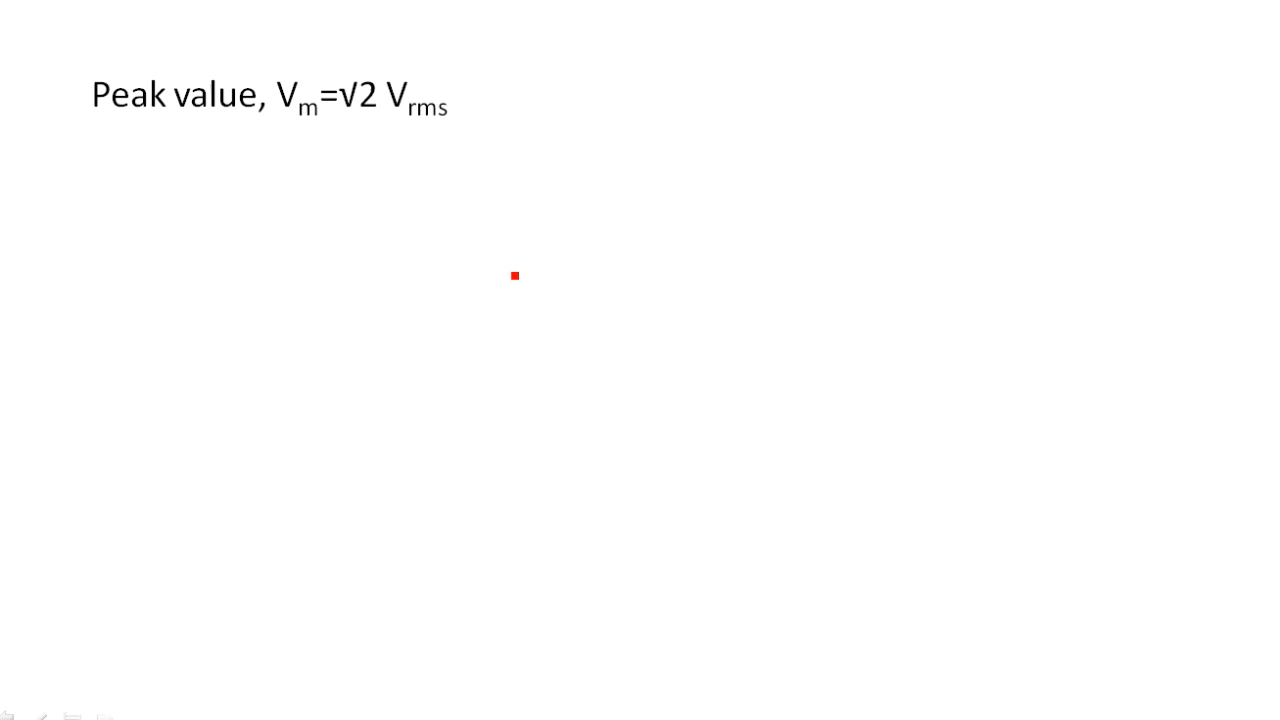 Peak value, Vₘ=√2 Vᵣₘₛ